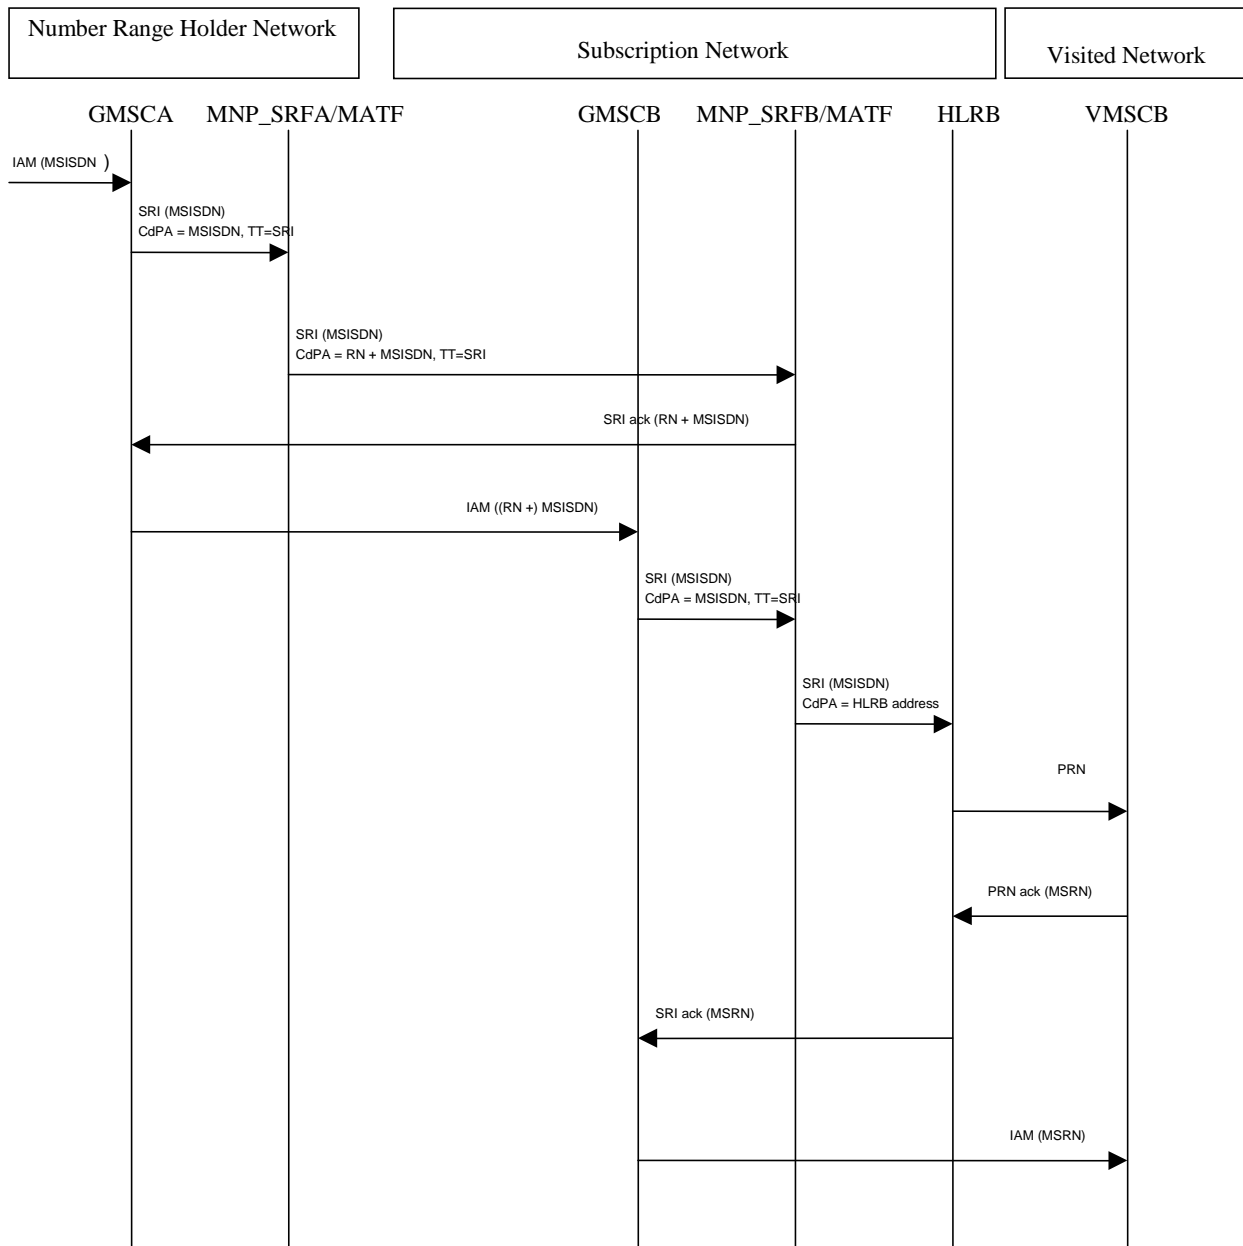 Number Range Holder Network
Subscription Network
Visited Network
GMSCA
MNP_SRFA/MATF
GMSCB
MNP_SRFB/MATF
HLRB
VMSCB
IAM (MSISDN )
SRI (MSISDN)
CdPA = MSISDN, TT=SRI
SRI (MSISDN)
CdPA = RN + MSISDN, TT=SRI
SRI ack (RN + MSISDN)
IAM ((RN +) MSISDN)
SRI (MSISDN)
CdPA = MSISDN, TT=SRI
SRI (MSISDN)
CdPA = HLRB address
PRN
PRN ack (MSRN)
SRI ack (MSRN)
IAM (MSRN)